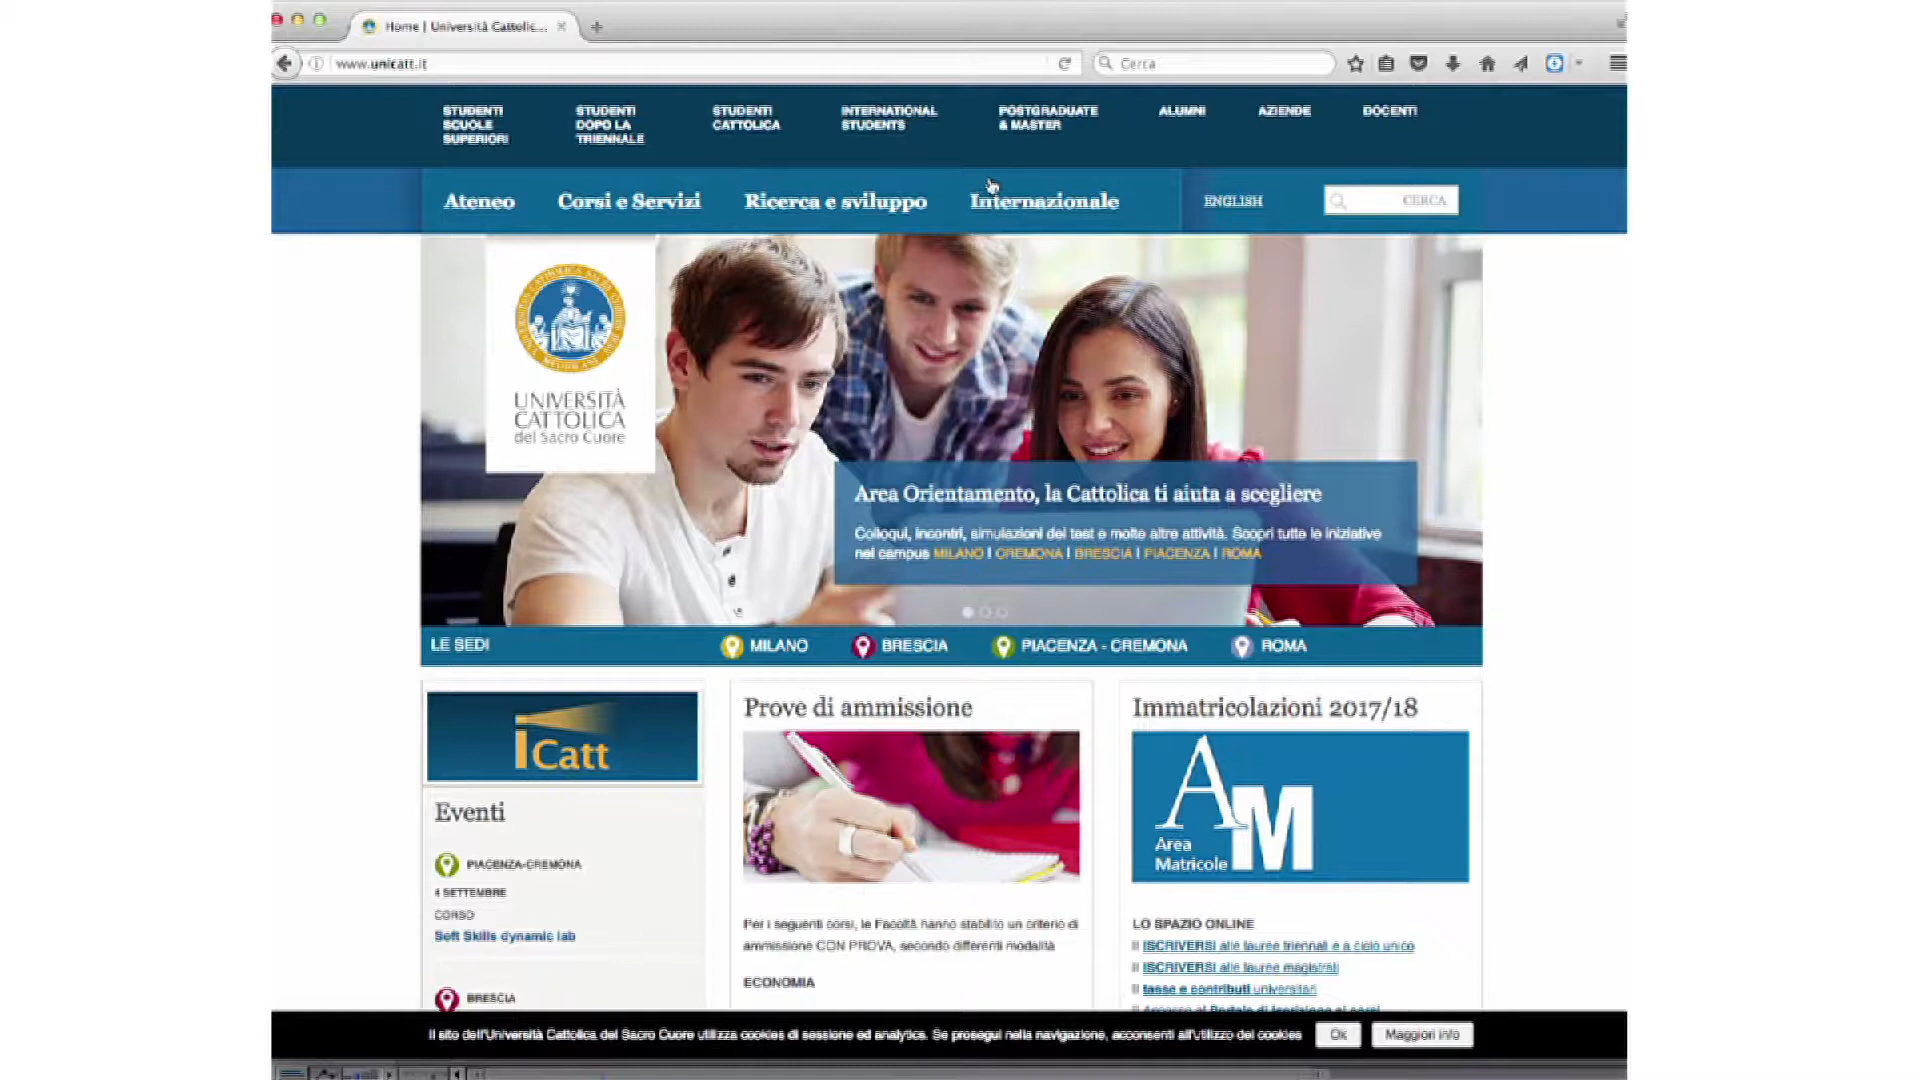 Home | Università Cattolic...
www.unicatt.it
Cerca
STUDENTI SCUOLE SUPERIORI
STUDENTI DOPO LA TRIENNALE
STUDENTI CATTOLICA
INTERNATIONAL STUDENTS
POSTGRADUATE & MASTER
ALUMNI
AZIENDE
DOCENTI
Ateneo
Corsi e Servizi
Ricerca e sviluppo
Internazionale
ENGLISH
CERCA
UNIVERSITÀ
CATTOLICA
del Sacro Cuore
Area Orientamento, la Cattolica ti aiuta a scegliere
Colloqui, incontri, simulazioni dei test e molte altre attività. Scopri tutte le iniziative
nei campus MILANO | CREMONA | BRESCIA | PIACENZA | ROMA
LE SEDI
MILANO
BRESCIA
PIACENZA - CREMONA
ROMA
iCatt
Eventi
PIACENZA-CREMONA
4 SETTEMBRE
CORSO
Soft Skills dynamic lab
BRESCIA
Prove di ammissione
Per i seguenti corsi, le Facoltà hanno stabilito un criterio di
ammissione CON PROVA, secondo differenti modalità
ECONOMIA
Immatricolazioni 2017/18
AM
Area
Matricole
LO SPAZIO ONLINE
ISCRIVERSI alle lauree triennali e a ciclo unico
ISCRIVERSI alle lauree magistrali
tasse e contributi universitari
Accesso al Portale di iscrizione ai corsi
Il sito dell'Università Cattolica del Sacro Cuore utilizza cookies di sessione ed analytics. Se prosegui nella navigazione, acconsenti all'utilizzo dei cookies
Ok
Maggiori info